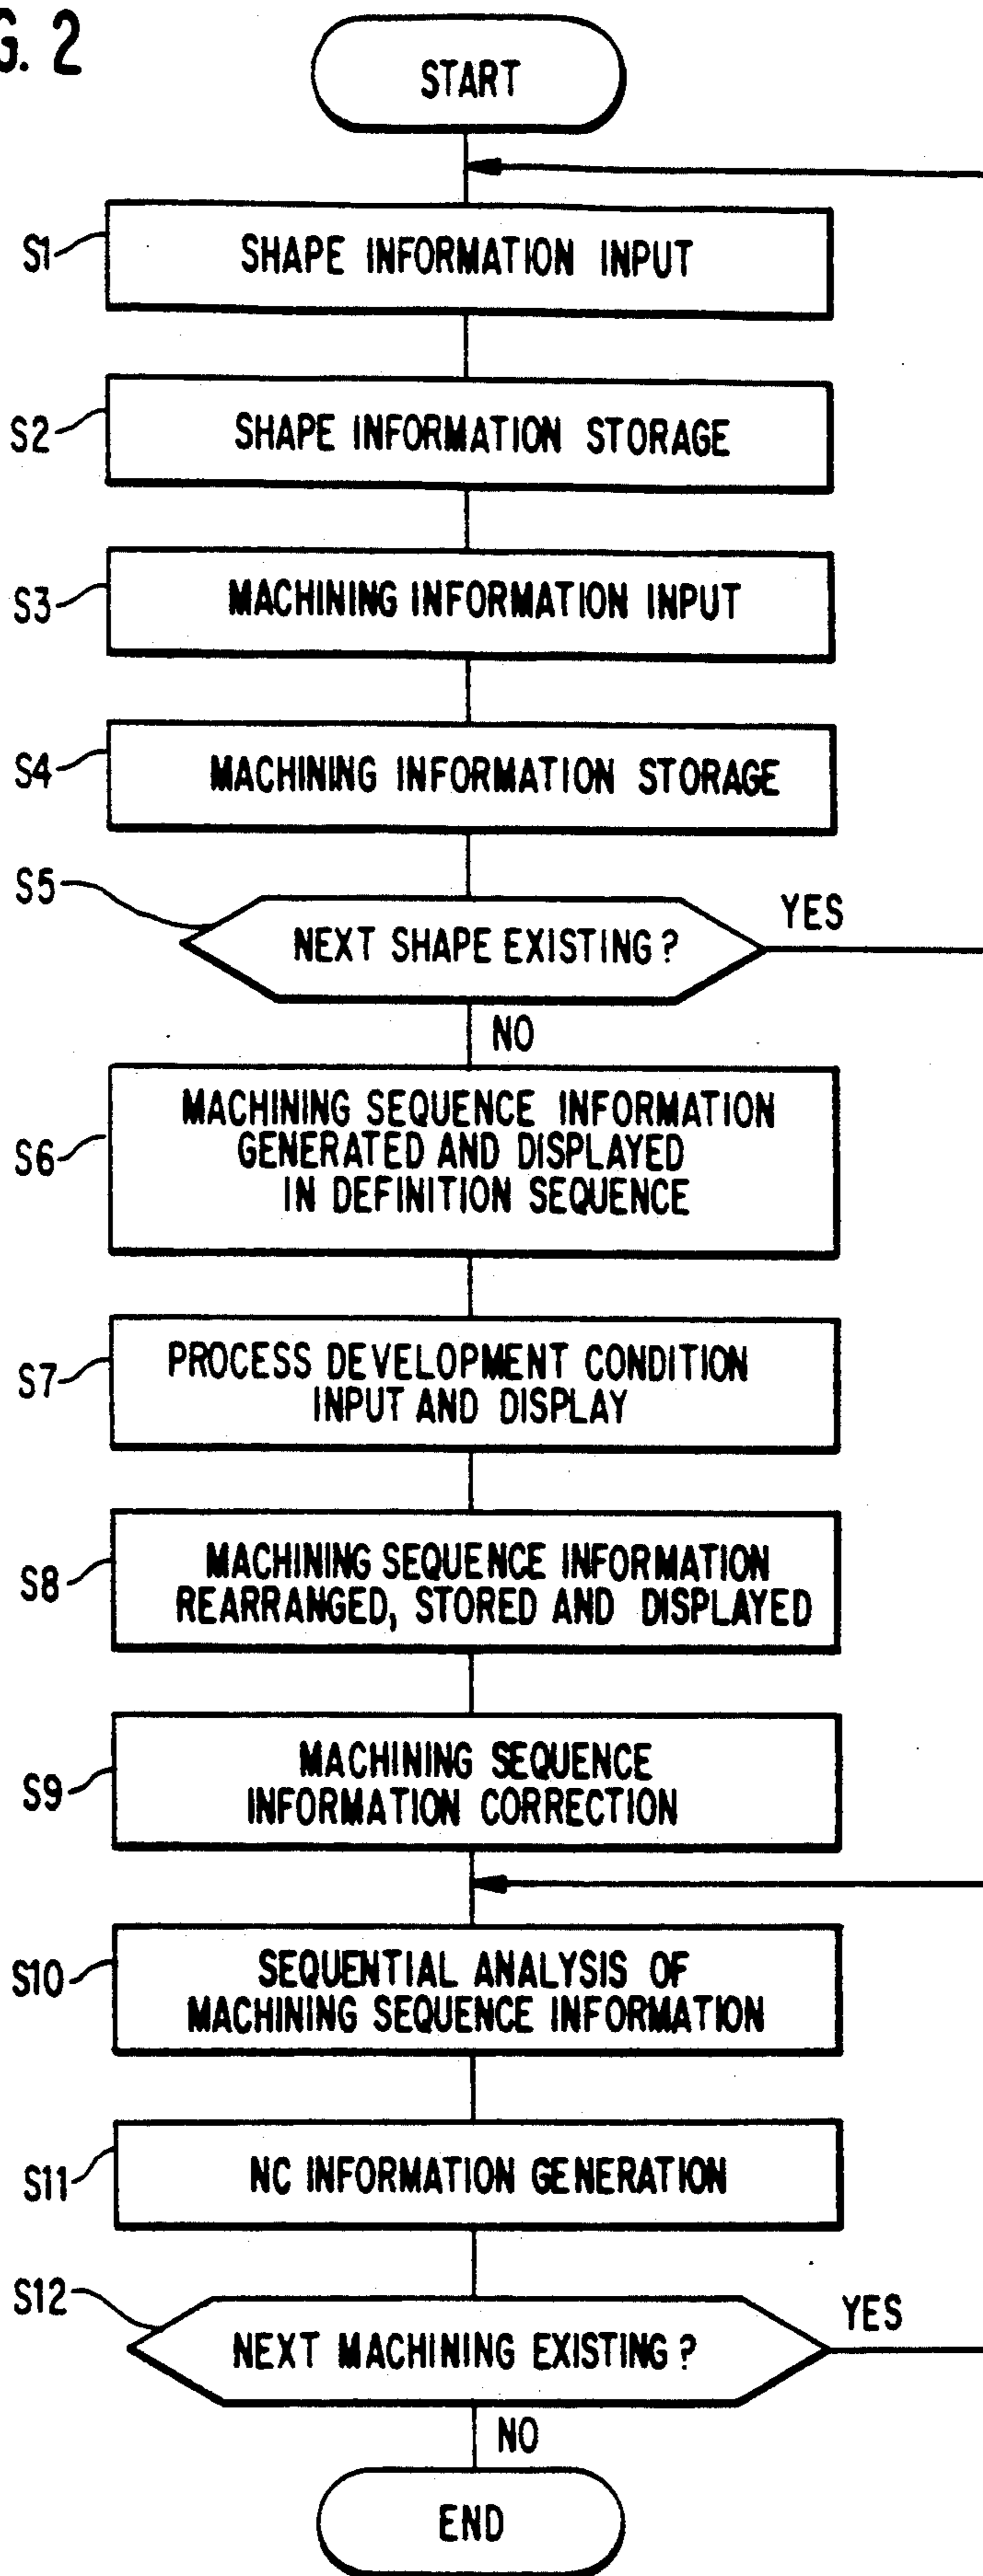 G. 2
START
S1
SHAPE INFORMATION INPUT
S2
SHAPE INFORMATION STORAGE
S3
MACHINING INFORMATION INPUT
S4
MACHINING INFORMATION STORAGE
S5
NEXT SHAPE EXISTING?
YES
NO
S6
MACHINING SEQUENCE INFORMATION
GENERATED AND DISPLAYED
IN DEFINITION SEQUENCE
S7
PROCESS DEVELOPMENT CONDITION
INPUT AND DISPLAY
S8
MACHINING SEQUENCE INFORMATION
REARRANGED, STORED AND DISPLAYED
S9
MACHINING SEQUENCE
INFORMATION CORRECTION
S10
SEQUENTIAL ANALYSIS OF
MACHINING SEQUENCE INFORMATION
S11
NC INFORMATION GENERATION
S12
NEXT MACHINING EXISTING?
YES
NO
END